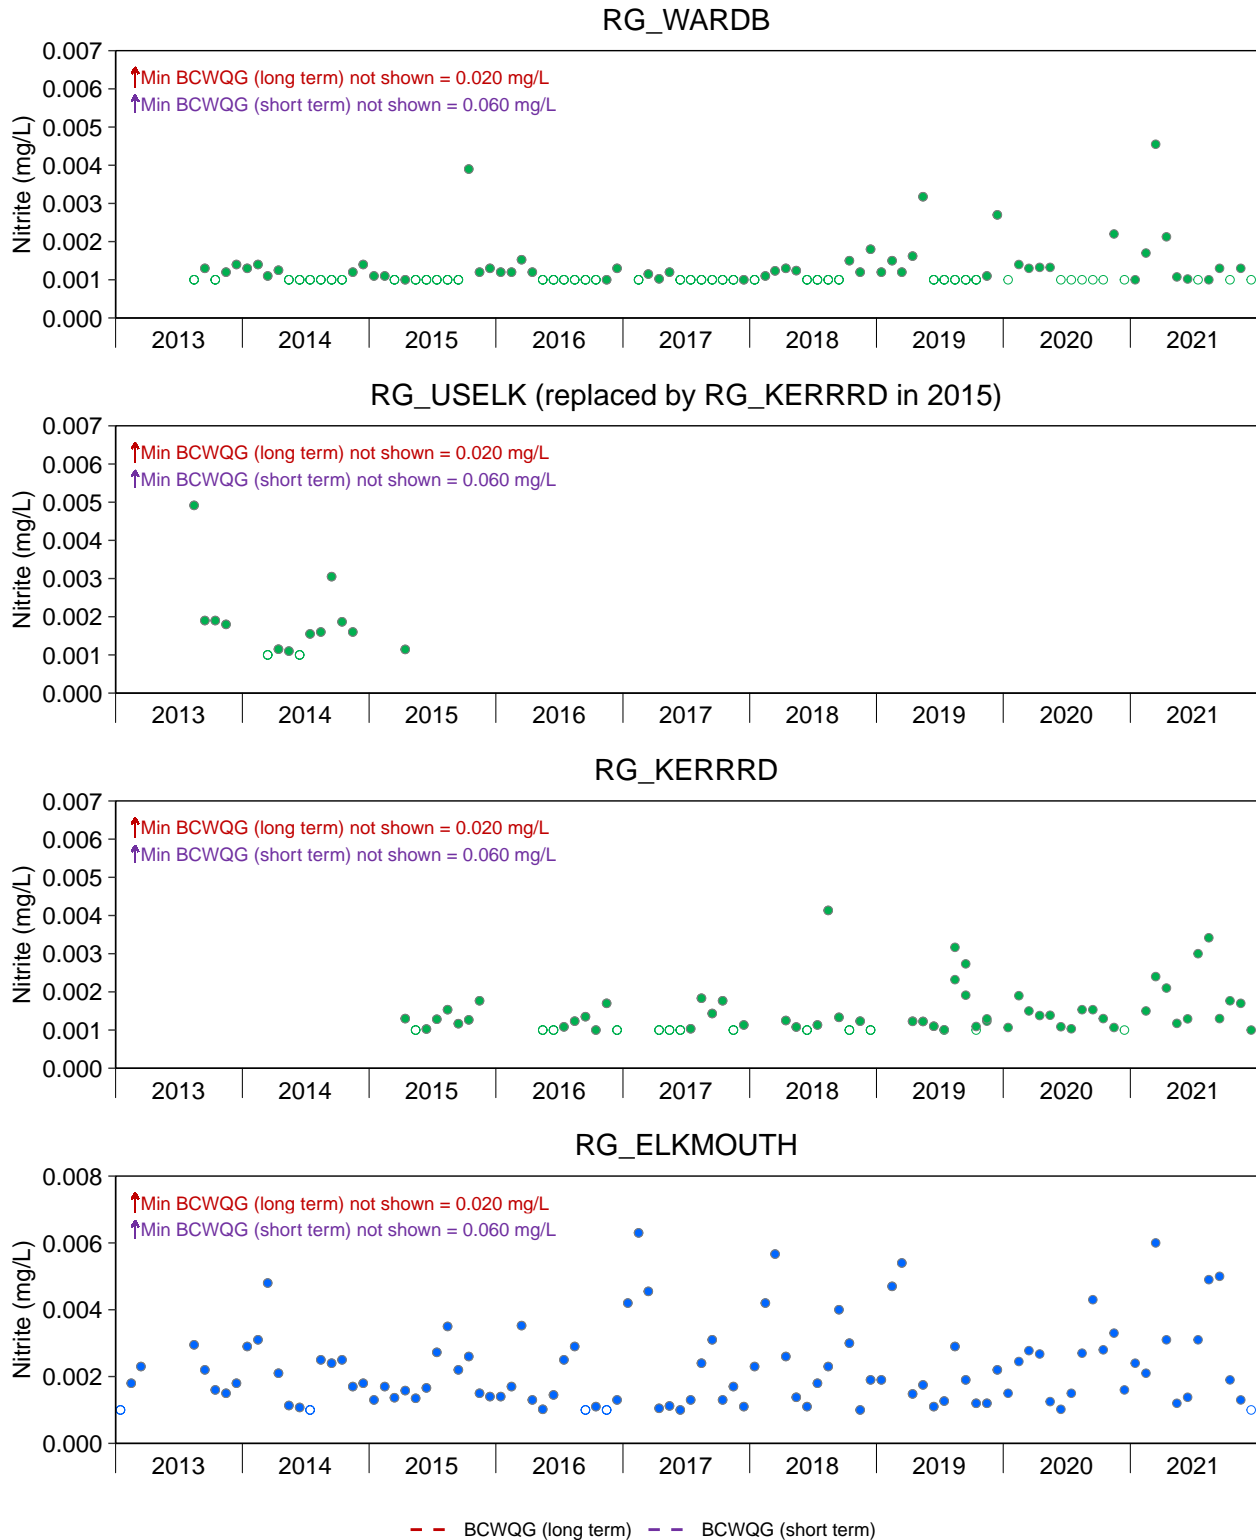 RG_WARDB
0.007
0.006
0.005
0.004
0.003
0.002
0.001
0.000
Nitrite (mg/L)
Min BCWQG (long term) not shown = 0.020 mg/L
Min BCWQG (short term) not shown = 0.060 mg/L
2013 2014 2015 2016 2017 2018 2019 2020 2021
RG_USELK (replaced by RG_KERRRD in 2015)
0.007
0.006
0.005
0.004
0.003
0.002
0.001
0.000
Nitrite (mg/L)
Min BCWQG (long term) not shown = 0.020 mg/L
Min BCWQG (short term) not shown = 0.060 mg/L
2013 2014 2015 2016 2017 2018 2019 2020 2021
RG_KERRRD
0.007
0.006
0.005
0.004
0.003
0.002
0.001
0.000
Nitrite (mg/L)
Min BCWQG (long term) not shown = 0.020 mg/L
Min BCWQG (short term) not shown = 0.060 mg/L
2013 2014 2015 2016 2017 2018 2019 2020 2021
RG_ELKMOUTH
0.008
0.006
0.004
0.002
0.000
Nitrite (mg/L)
Min BCWQG (long term) not shown = 0.020 mg/L
Min BCWQG (short term) not shown = 0.060 mg/L
2013 2014 2015 2016 2017 2018 2019 2020 2021
BCWQG (long term) BCWQG (short term)